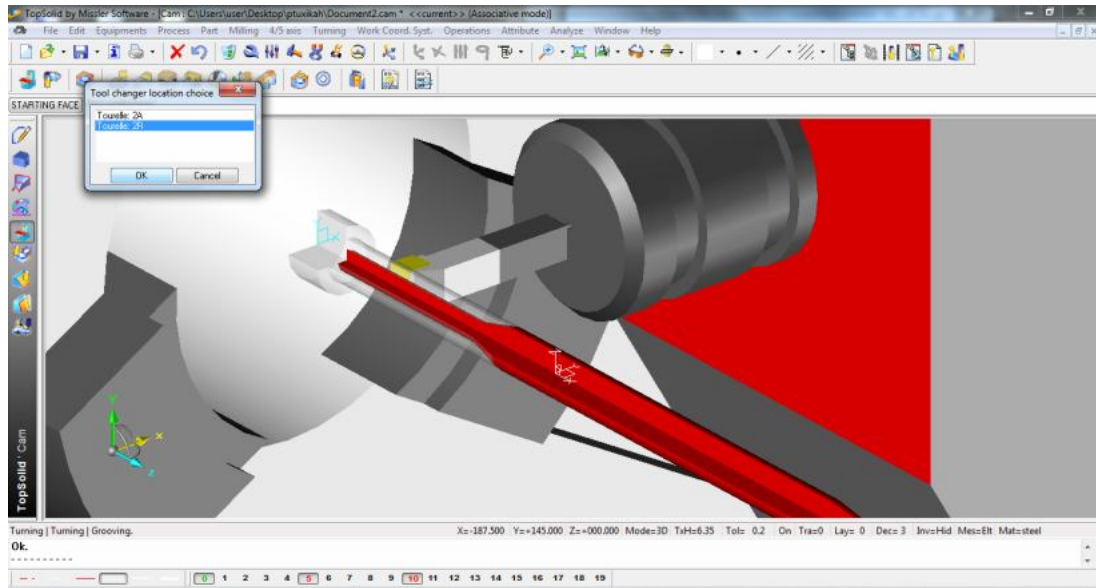 TopSolid by Missler Software - [Cam : C:\Users\user\Desktop\ptuxikah\Document2.cam * <<current>> (Associative mode)]
File Edit Equipments Process Part Milling 4/5 axis Turning Work Coord. Syst. Operations Attribute Analyze Window Help
Tool changer location choice
STARTING FACE
Tourelle: 2A
Tourelle: 2R
OK Cancel
Y
X
Z
TopSolid'Cam
Turning | Turning | Grooving. X=-187.500 Y=+145.000 Z=+000.000 Mode=3D TxH=6.35 Tol= 0.2 On Tra=0 Lay= 0 Dec= 3 Inv=Hid Mes=Elt Mat=steel
Ok.
0 1 2 3 4 5 6 7 8 9 10 11 12 13 14 15 16 17 18 19